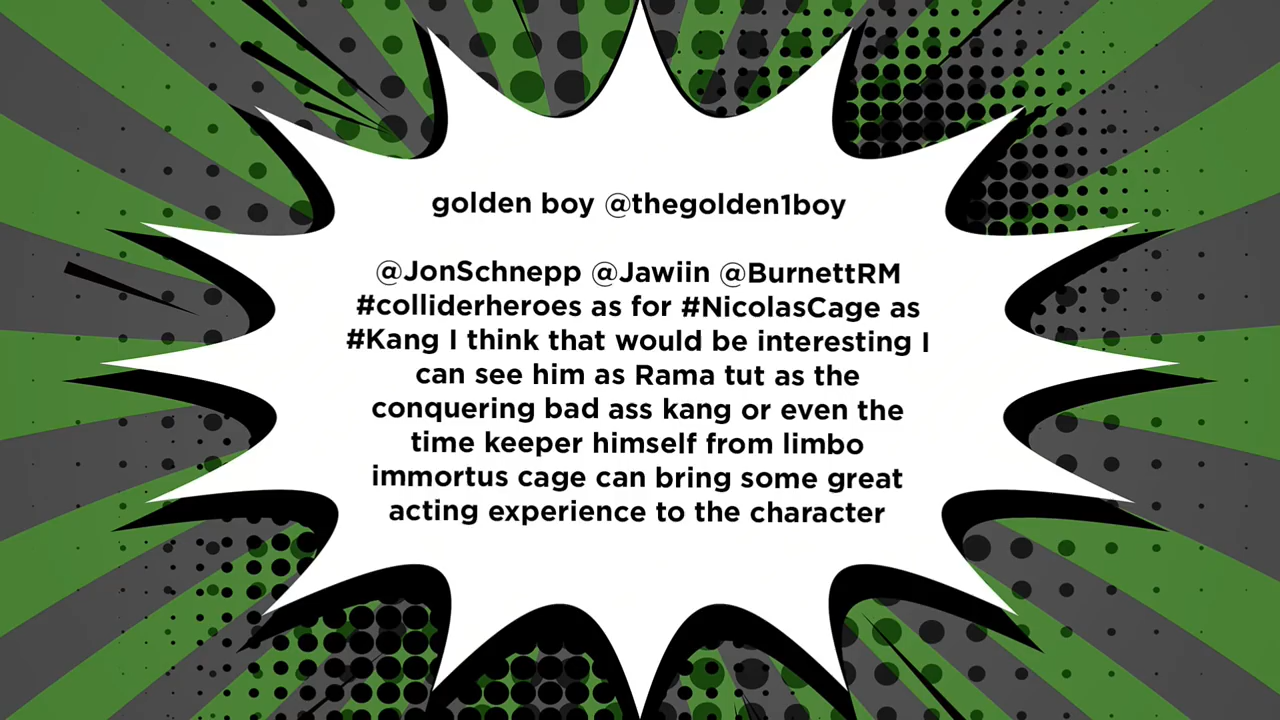 golden boy @thegolden1boy
@JonSchnepp @Jawiin @BurnettRM
#colliderheroes as for #NicolasCage as
#Kang I think that would be interesting I
can see him as Rama tut as the
conquering bad ass kang or even the
time keeper himself from limbo
immortus cage can bring some great
acting experience to the character